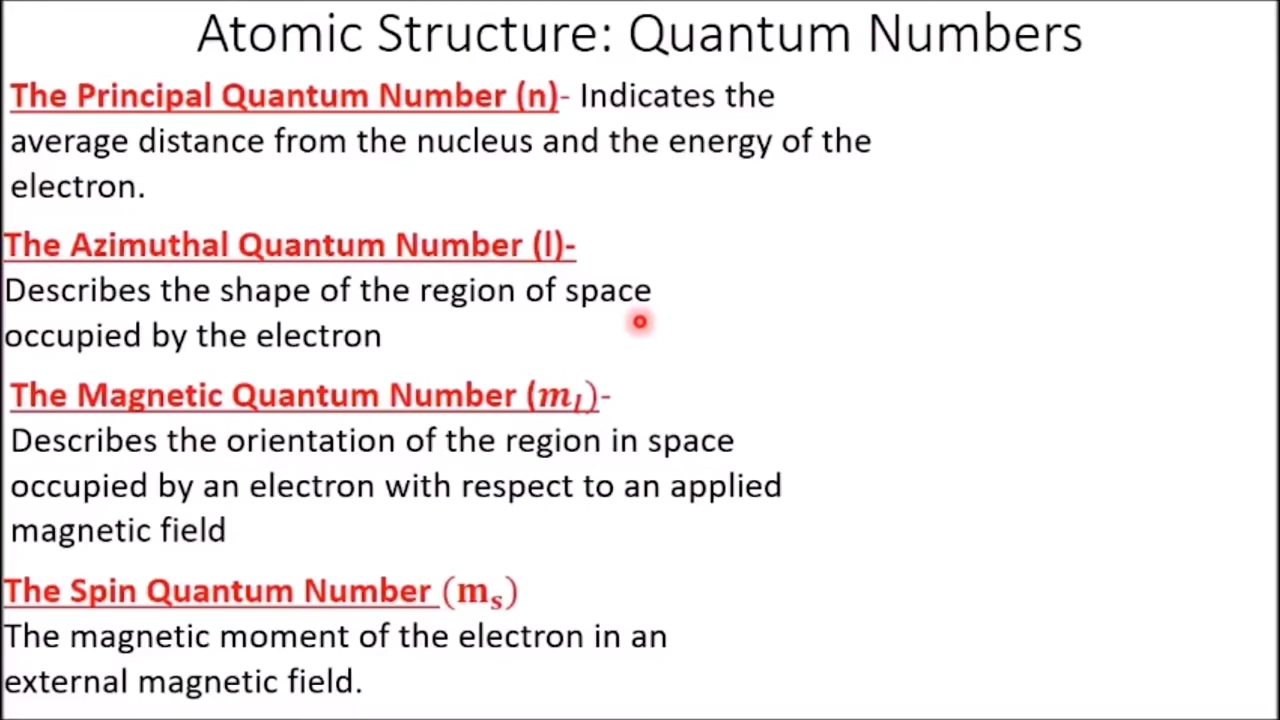 Atomic Structure: Quantum Numbers
The Principal Quantum Number (n)- Indicates the
average distance from the nucleus and the energy of the
electron.
The Azimuthal Quantum Number (l)-
Describes the shape of the region of space
occupied by the electron
The Magnetic Quantum Number (mₗ)-
Describes the orientation of the region in space
occupied by an electron with respect to an applied
magnetic field
The Spin Quantum Number (mₛ)
The magnetic moment of the electron in an
external magnetic field.